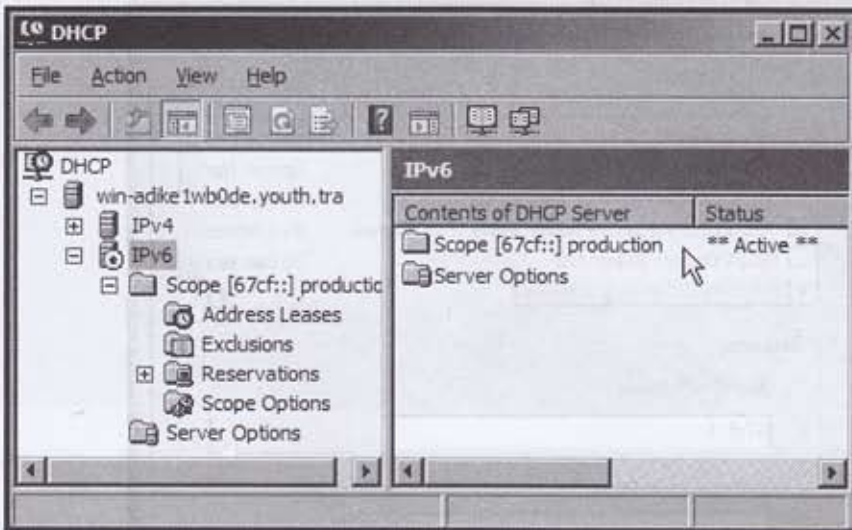 DHCP
File Action View Help
DHCP
win-adike1wb0de.youth.tra
IPv4
IPv6
Scope [67cf::] productic
Address Leases
Exclusions
Reservations
Scope Options
Server Options
IPv6
Contents of DHCP Server Status
Scope [67cf::] production ** Active **
Server Options